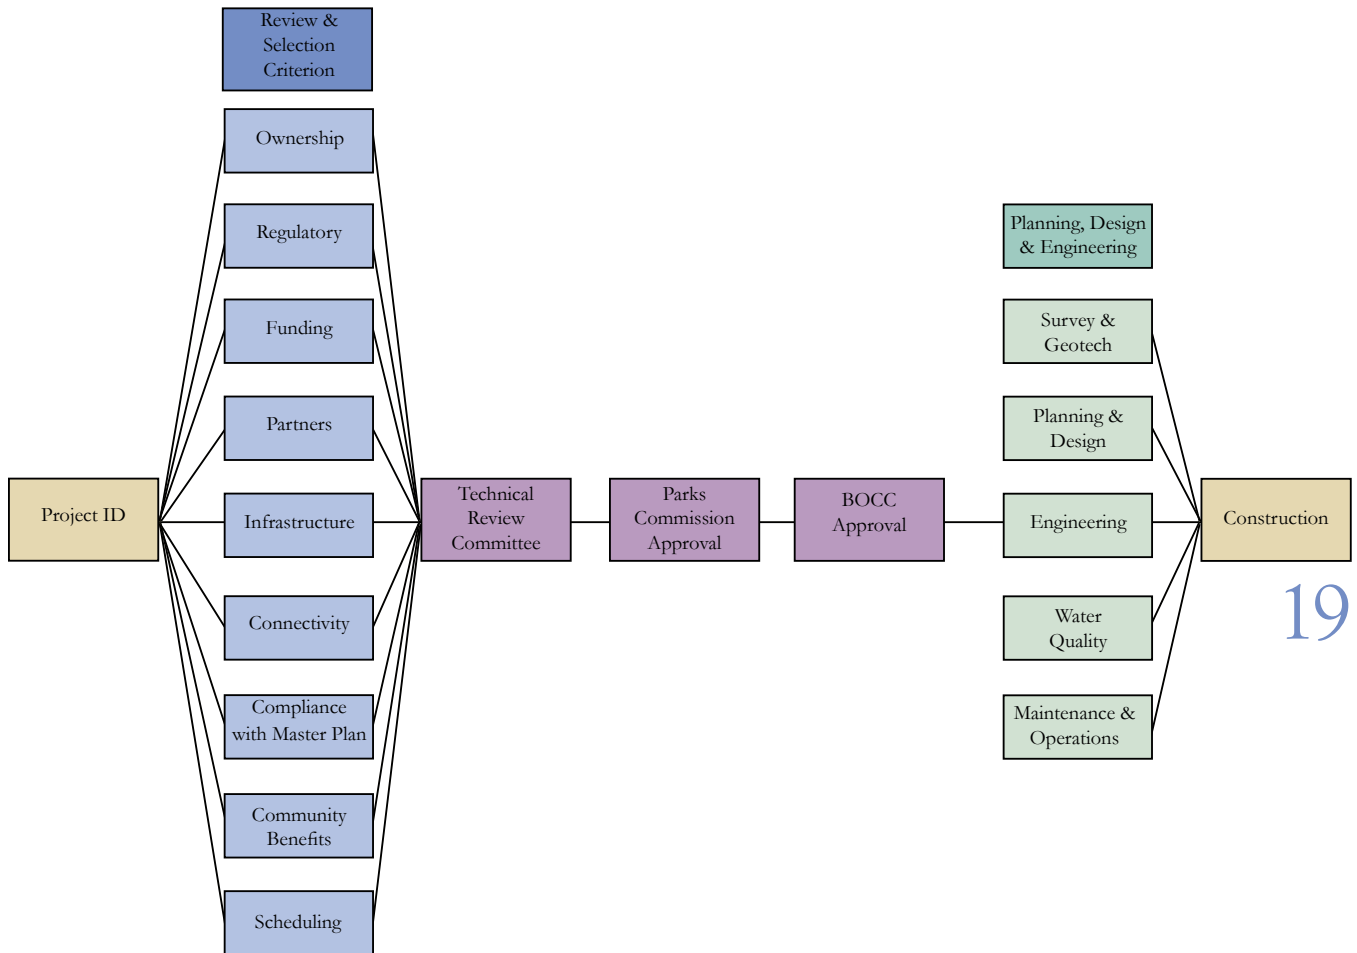 Review &
Selection
Criterion
Ownership
Regulatory
Funding
Partners
Infrastructure
Connectivity
Compliance
with Master Plan
Community
Benefits
Scheduling
Project ID
Technical
Review
Committee
Parks
Commission
Approval
BOCC
Approval
Planning, Design
& Engineering
Survey &
Geotech
Planning &
Design
Engineering
Water
Quality
Maintenance &
Operations
Construction
19